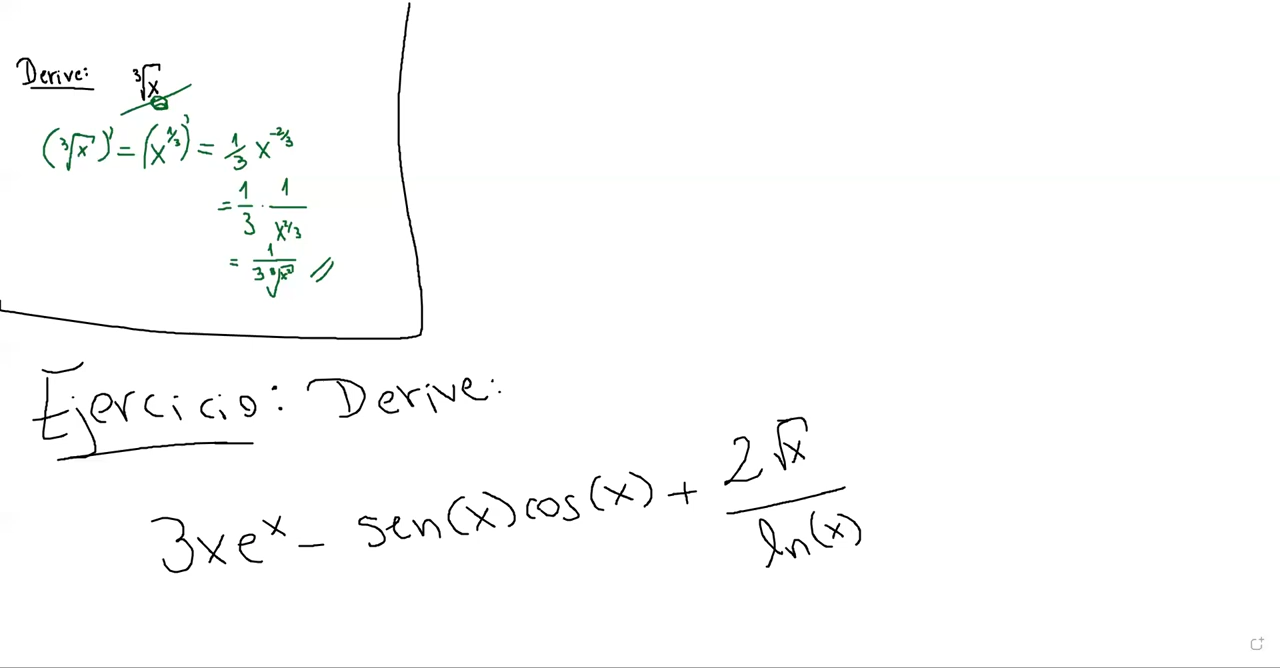 Derive: ∛x
(∛x)' = (x^{1/3})' = 1/3 x^{-2/3}
= 1/3 · 1/x^{2/3}
= 1/(3∛x²) //
Ejercicio: Derive:
3xe^x - sen(x)cos(x) + 2√x/ln(x)